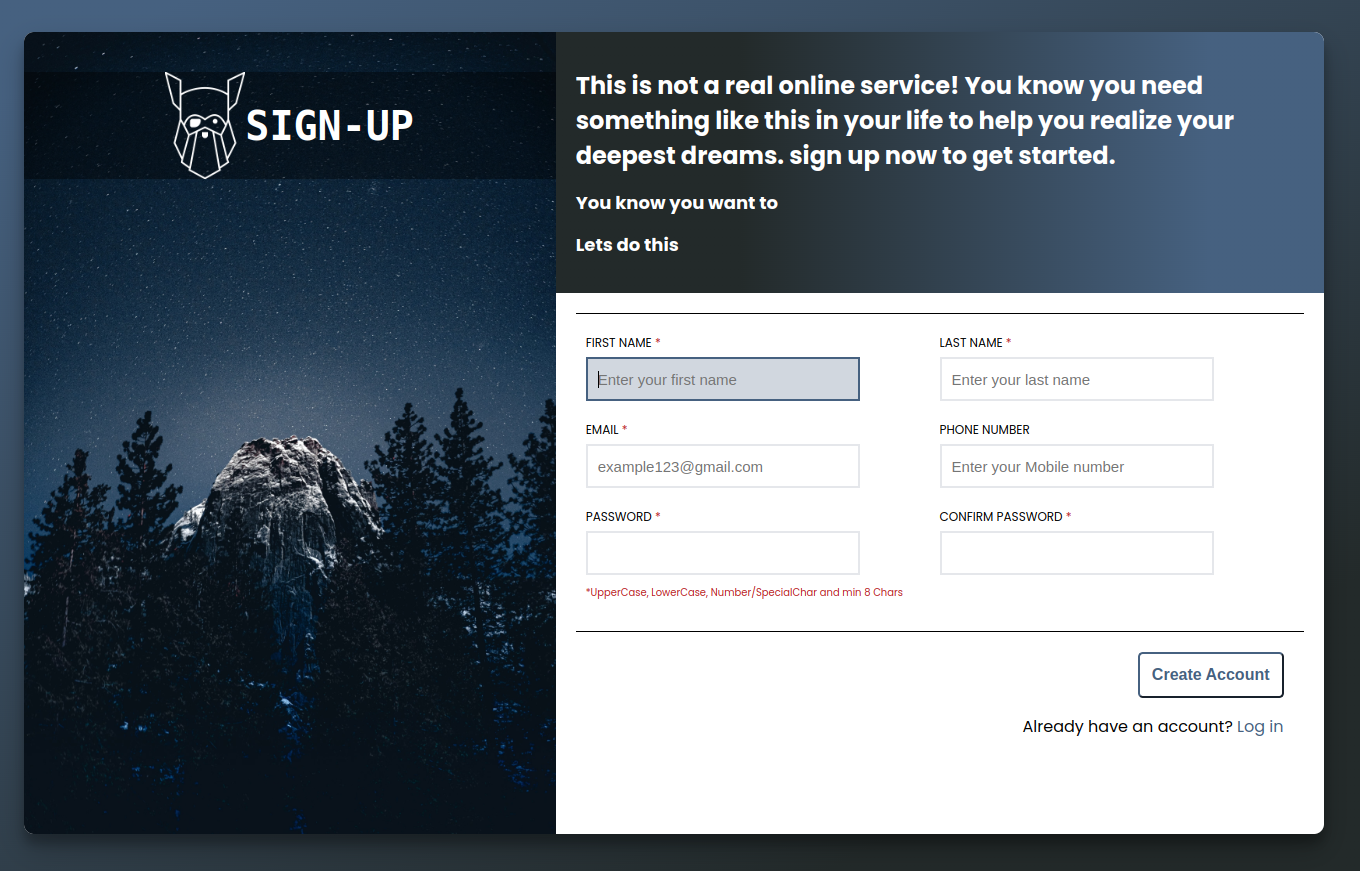 SIGN-UP
This is not a real online service! You know you need
something like this in your life to help you realize your
deepest dreams. sign up now to get started.
You know you want to
Lets do this
FIRST NAME *
LAST NAME *
Enter your first name
Enter your last name
EMAIL *
PHONE NUMBER
example123@gmail.com
Enter your Mobile number
PASSWORD *
CONFIRM PASSWORD *
*UpperCase, LowerCase, Number/SpecialChar and min 8 Chars
Create Account
Already have an account? Log in